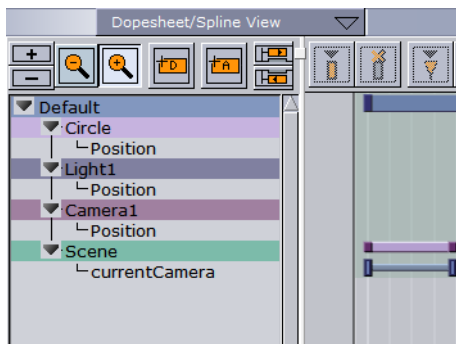 Dopesheet/Spline View
D
A
Default
Circle
Position
Light1
Position
Camera1
Position
Scene
currentCamera